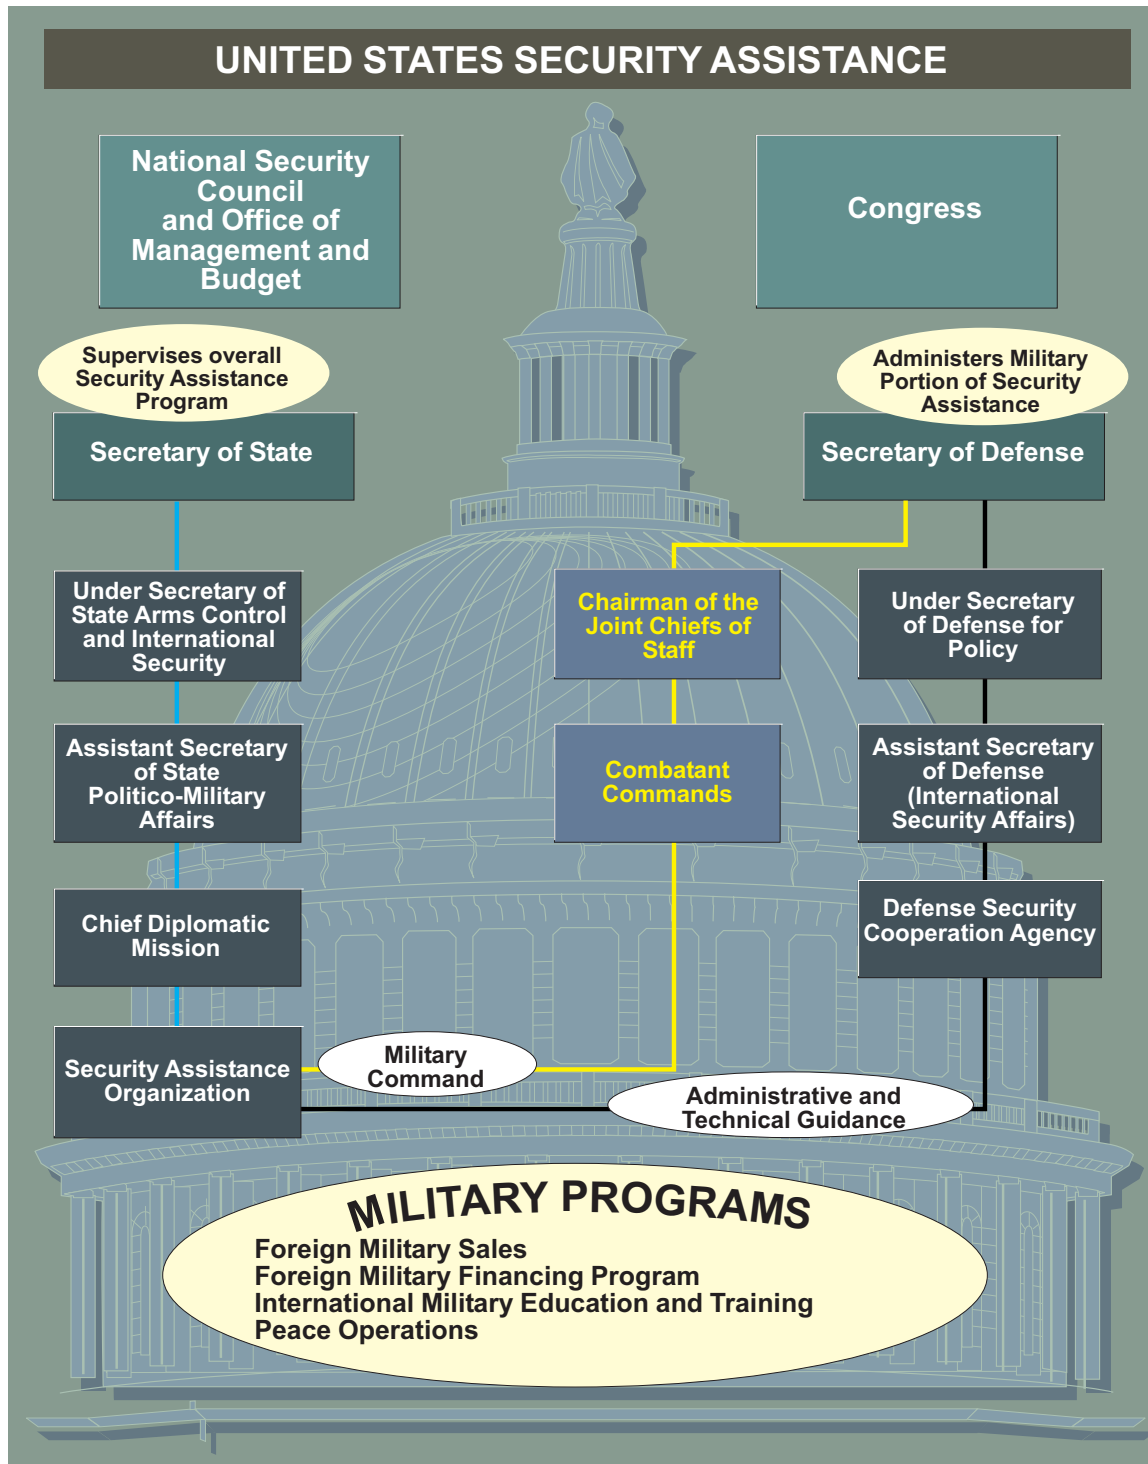 UNITED STATES SECURITY ASSISTANCE
National Security
Council
and Office of
Management and
Budget
Congress
Supervises overall
Security Assistance
Program
Administers Military
Portion of Security
Assistance
Secretary of State
Secretary of Defense
Under Secretary of
State Arms Control
and International
Security
Chairman of the
Joint Chiefs of
Staff
Under Secretary
of Defense for
Policy
Assistant Secretary
of State
Politico-Military
Affairs
Combatant
Commands
Assistant Secretary
of Defense
(International
Security Affairs)
Chief Diplomatic
Mission
Defense Security
Cooperation Agency
Security Assistance
Organization
Military
Command
Administrative and
Technical Guidance
MILITARY PROGRAMS
Foreign Military Sales
Foreign Military Financing Program
International Military Education and Training
Peace Operations